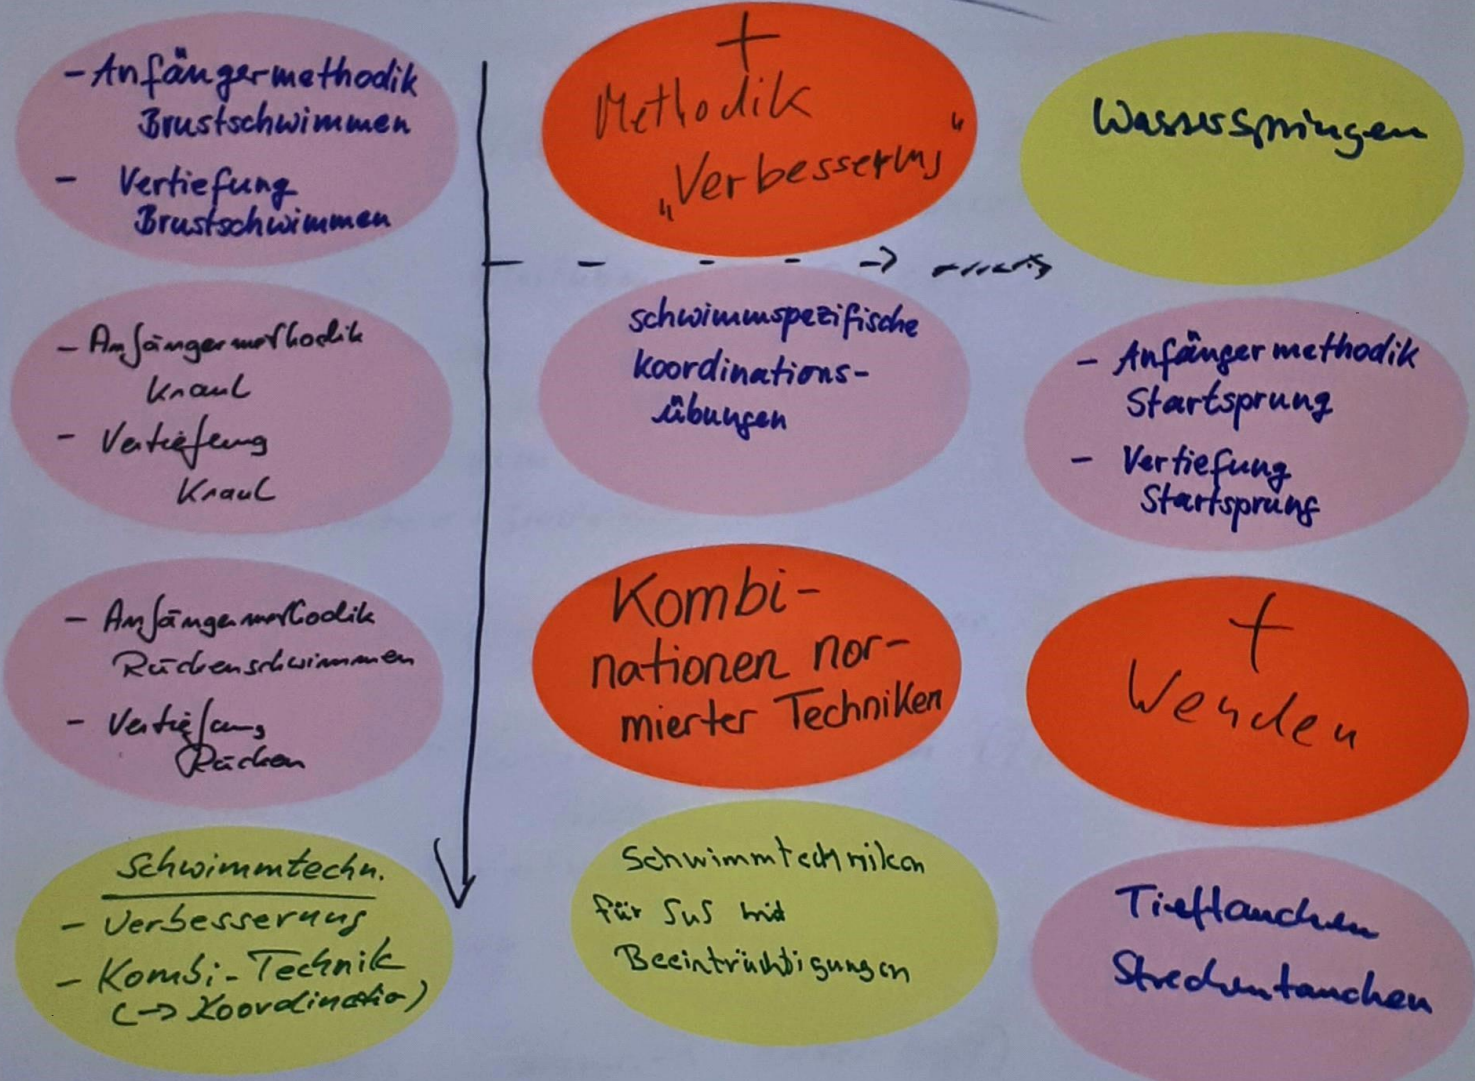 - Anfängermethodik
Brustschwimmen
- Vertiefung
Brustschwimmen
- Anfängermethodik
Kraul
- Vertiefung
Kraul
- Anfängermethodik
Rückenschwimmen
- Vertiefung
Rücken
Schwimmtechn.
- Verbesserung
- Kombi-Technik
(→ Koordination)
+
Methodik
„Verbesserung"
schwimmspezifische
Koordinations-
übungen
Kombi-
nationen nor-
mierter Techniken
Schwimmtechniken
für SuS mit
Beeinträchtigungen
Wasserspringen
- Anfängermethodik
Startsprung
- Vertiefung
Startsprung
+
Wenden
Tieftauchen
Streckentauchen